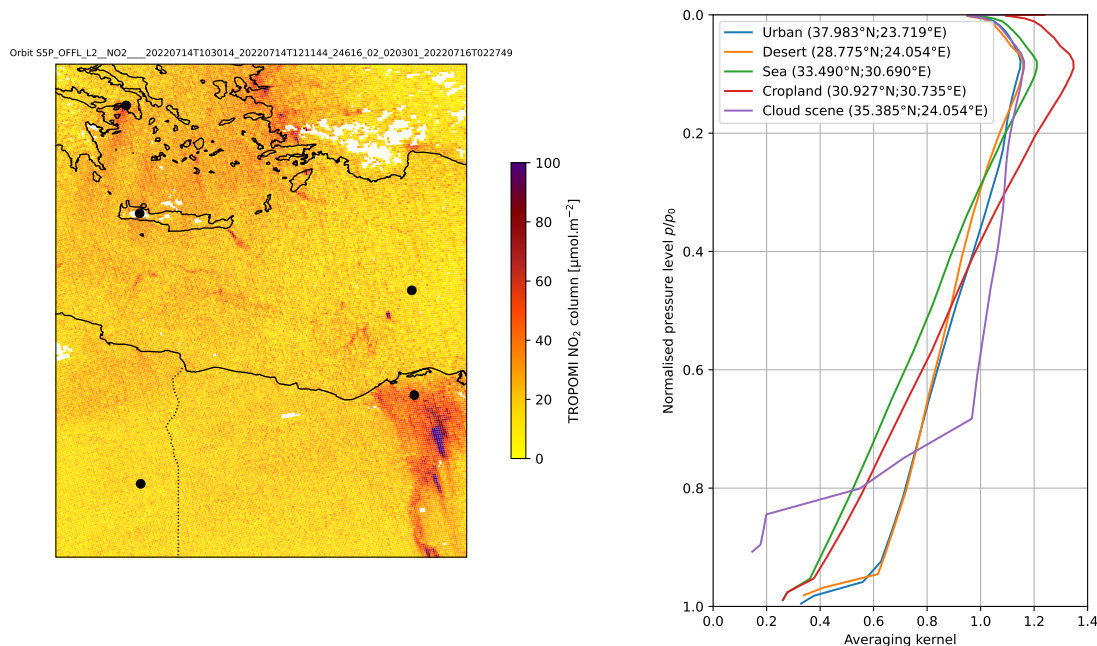 Orbit S5P_OFFL_L2__NO2____20220714T103014_20220714T121144_24616_02_020301_20220716T022749
100
80
60
40
20
0
TROPOMI NO₂ column [µmol.m⁻²]
Urban (37.983°N;23.719°E)
Desert (28.775°N;24.054°E)
Sea (33.490°N;30.690°E)
Cropland (30.927°N;30.735°E)
Cloud scene (35.385°N;24.054°E)
0.0
0.2
0.4
0.6
0.8
1.0
Normalised pressure level p/p₀
0.0 0.2 0.4 0.6 0.8 1.0 1.2 1.4
Averaging kernel